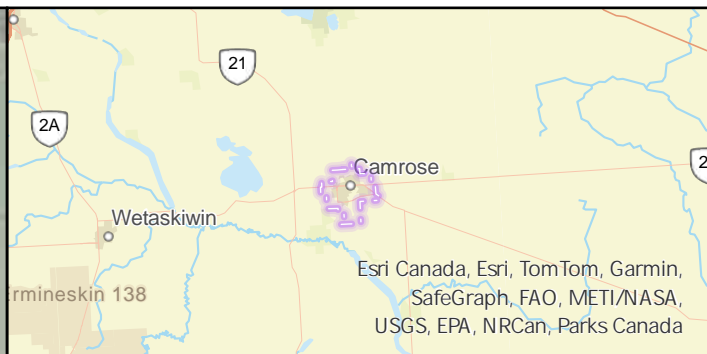 21
2A
Camrose
2
Wetaskiwin
Esri Canada, Esri, TomTom, Garmin,
rmineskin 138
SafeGraph, FAO, METI/NASA,
USGS, EPA, NRCan, Parks Canada